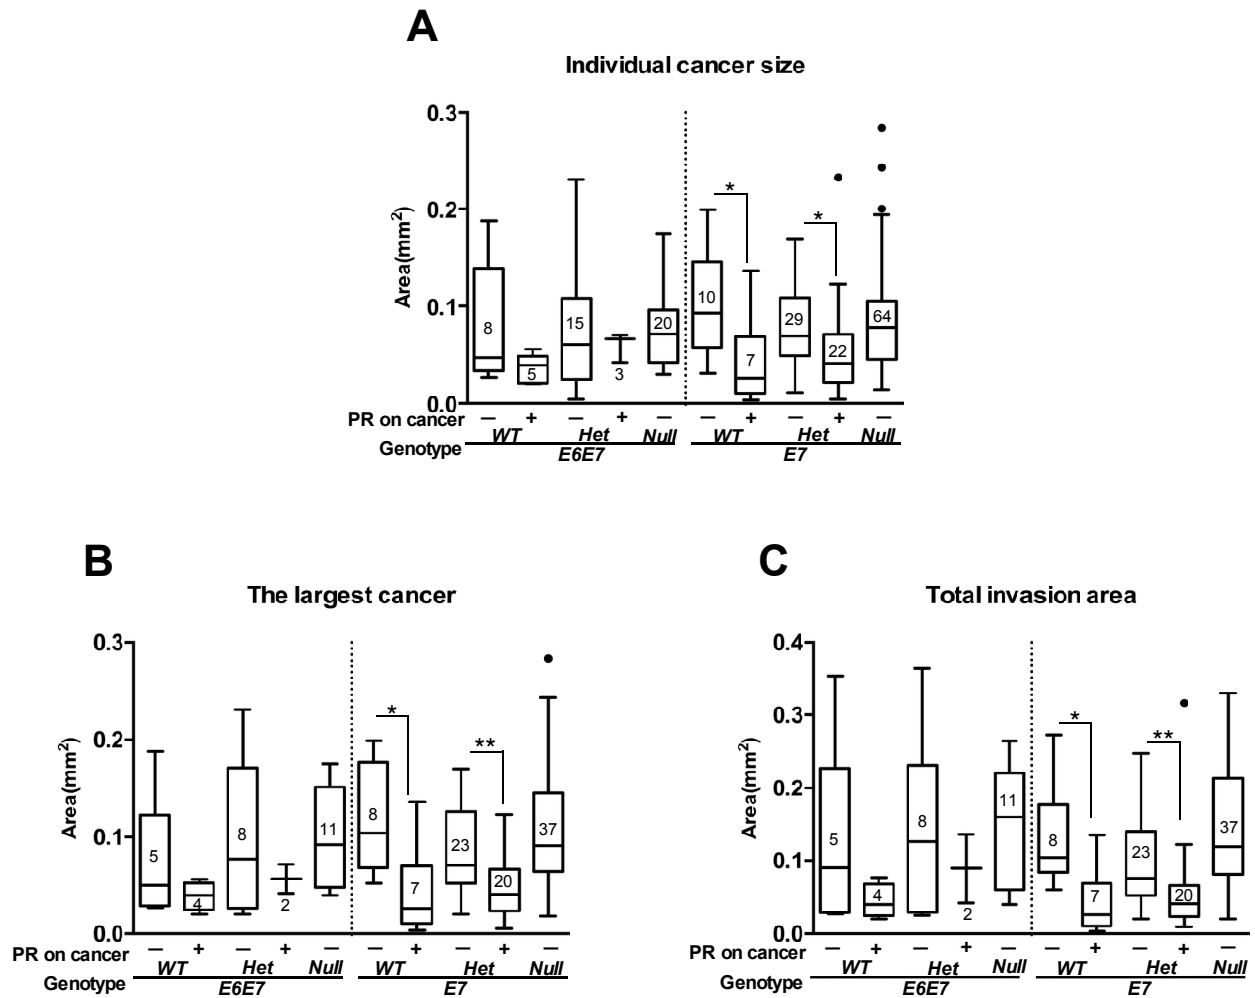 A
Individual cancer size
Area(mm²)
0.3
0.2
0.1
0.0
*
*
8
5
15
3
20
10
7
29
22
64
PR on cancer – + – + – – + – + –
WT Het Null WT Het Null
Genotype
E6E7 E7
B
The largest cancer
Area(mm²)
0.3
0.2
0.1
0.0
*
**
5
4
8
2
11
8
7
23
20
37
PR on cancer – + – + – – + – + –
WT Het Null WT Het Null
Genotype
E6E7 E7
C
Total invasion area
Area(mm²)
0.4
0.3
0.2
0.1
0.0
*
**
5
4
8
2
11
8
7
23
20
37
PR on cancer – + – + – – + – + –
WT Het Null WT Het Null
Genotype
E6E7 E7